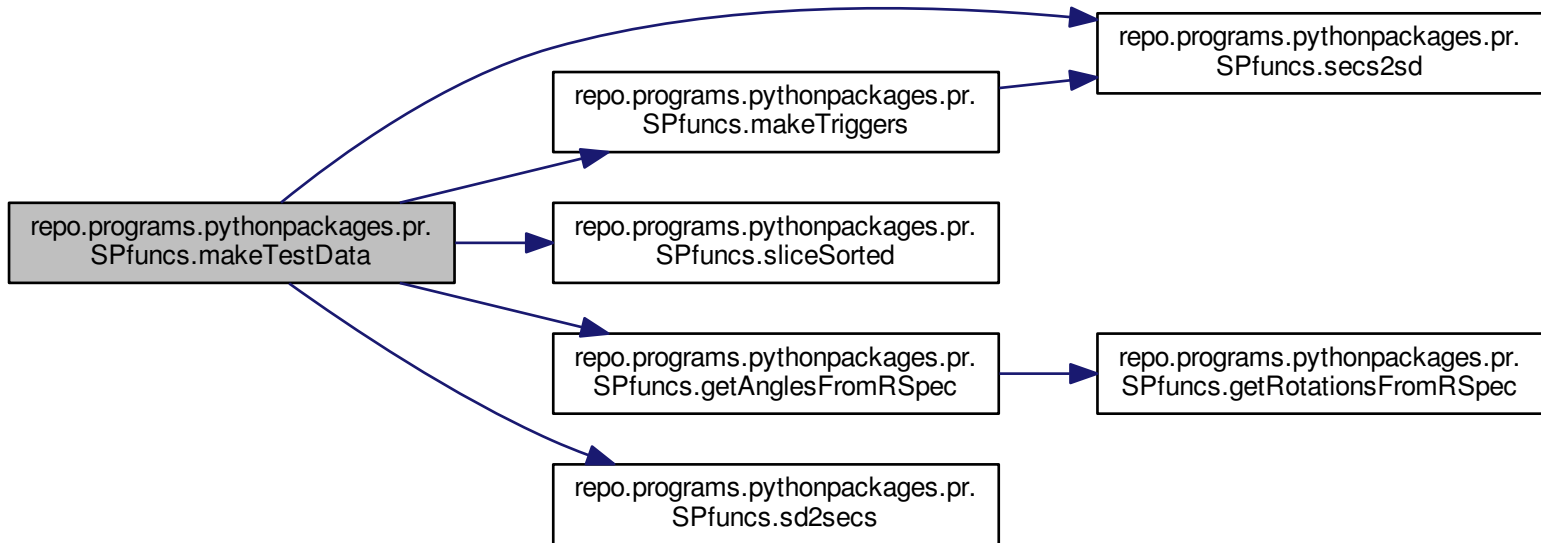 repo.programs.pythonpackages.pr.
SPfuncs.makeTestData
repo.programs.pythonpackages.pr.
SPfuncs.secs2sd
repo.programs.pythonpackages.pr.
SPfuncs.makeTriggers
repo.programs.pythonpackages.pr.
SPfuncs.sliceSorted
repo.programs.pythonpackages.pr.
SPfuncs.getAnglesFromRSpec
repo.programs.pythonpackages.pr.
SPfuncs.getRotationsFromRSpec
repo.programs.pythonpackages.pr.
SPfuncs.sd2secs